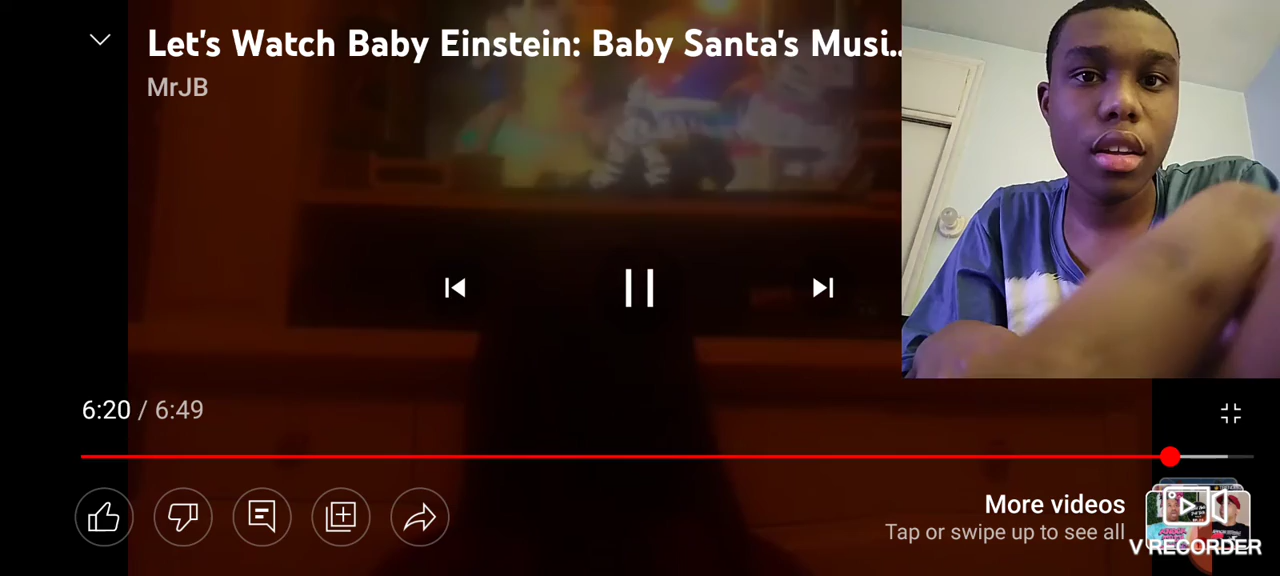 Let's Watch Baby Einstein: Baby Santa's Musi..
MrJB
6:20 / 6:49
More videos
Tap or swipe up to see all
V RECORDER